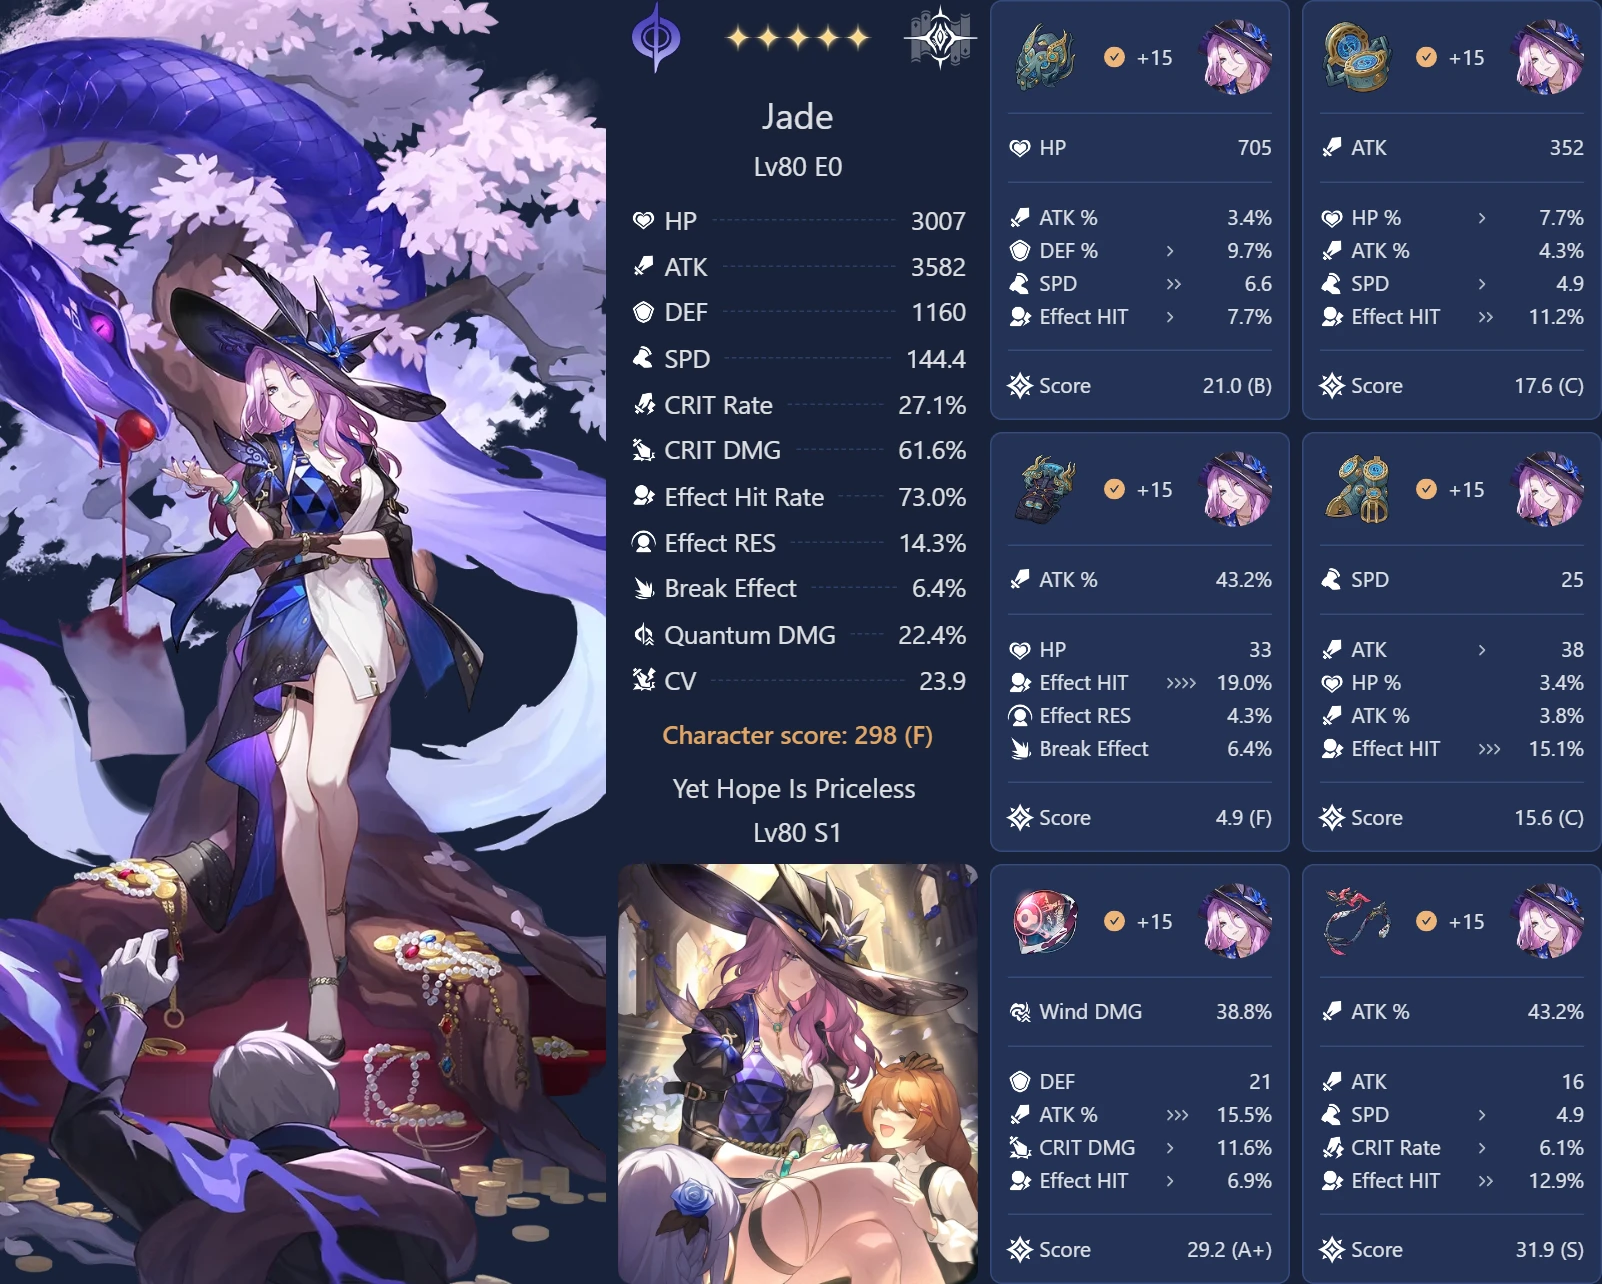 Jade
Lv80 E0
HP 3007
ATK 3582
DEF 1160
SPD 144.4
CRIT Rate 27.1%
CRIT DMG 61.6%
Effect Hit Rate 73.0%
Effect RES 14.3%
Break Effect 6.4%
Quantum DMG 22.4%
CV 23.9
Character score: 298 (F)
Yet Hope Is Priceless
Lv80 S1
+15
HP 705
ATK % 3.4%
DEF % > 9.7%
SPD >> 6.6
Effect HIT > 7.7%
Score 21.0 (B)
+15
ATK 352
HP % > 7.7%
ATK % 4.3%
SPD > 4.9
Effect HIT >> 11.2%
Score 17.6 (C)
+15
ATK % 43.2%
HP 33
Effect HIT >>>> 19.0%
Effect RES 4.3%
Break Effect 6.4%
Score 4.9 (F)
+15
SPD 25
ATK > 38
HP % 3.4%
ATK % 3.8%
Effect HIT >>> 15.1%
Score 15.6 (C)
+15
Wind DMG 38.8%
DEF 21
ATK % >>> 15.5%
CRIT DMG > 11.6%
Effect HIT > 6.9%
Score 29.2 (A+)
+15
ATK % 43.2%
ATK 16
SPD > 4.9
CRIT Rate > 6.1%
Effect HIT >> 12.9%
Score 31.9 (S)